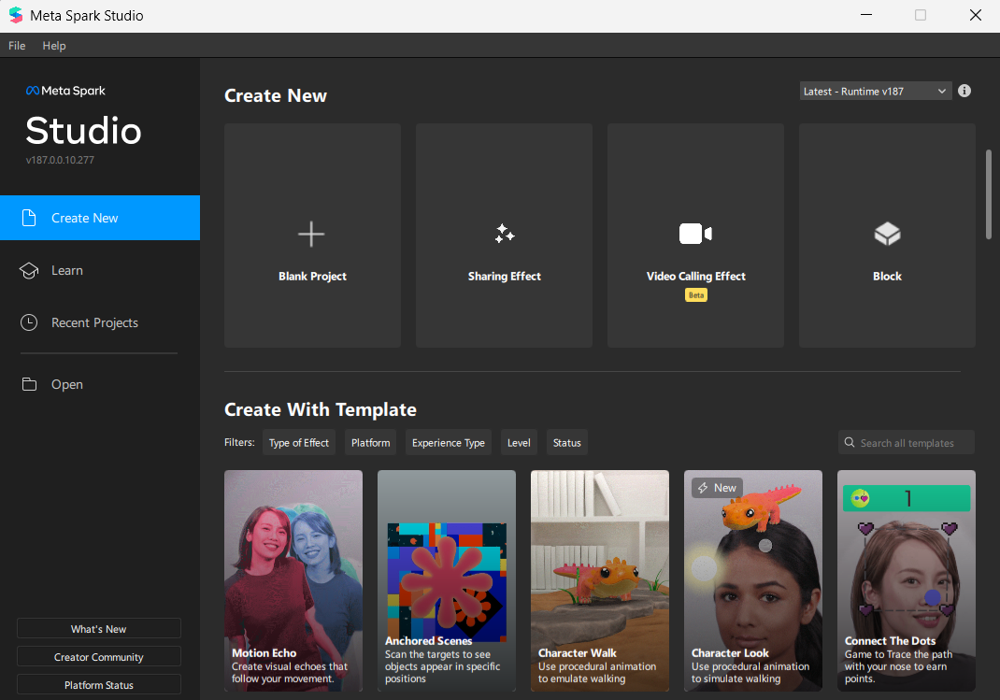 Meta Spark Studio
File Help
Meta Spark
Studio
v187.0.0.10.277
Create New
Learn
Recent Projects
Open
What's New
Creator Community
Platform Status
Create New
Latest - Runtime v187
Blank Project
Sharing Effect
Video Calling Effect
Beta
Block
Create With Template
Filters: Type of Effect Platform Experience Type Level Status
Search all templates
Motion Echo
Create visual echoes that
follow your movement.
Anchored Scenes
Scan the targets to see
objects appear in specific
positions
Character Walk
Use procedural animation
to emulate walking
New
Character Look
Use procedural animation
to simulate walking
1
Connect The Dots
Game to Trace the path
with your nose to earn
points.